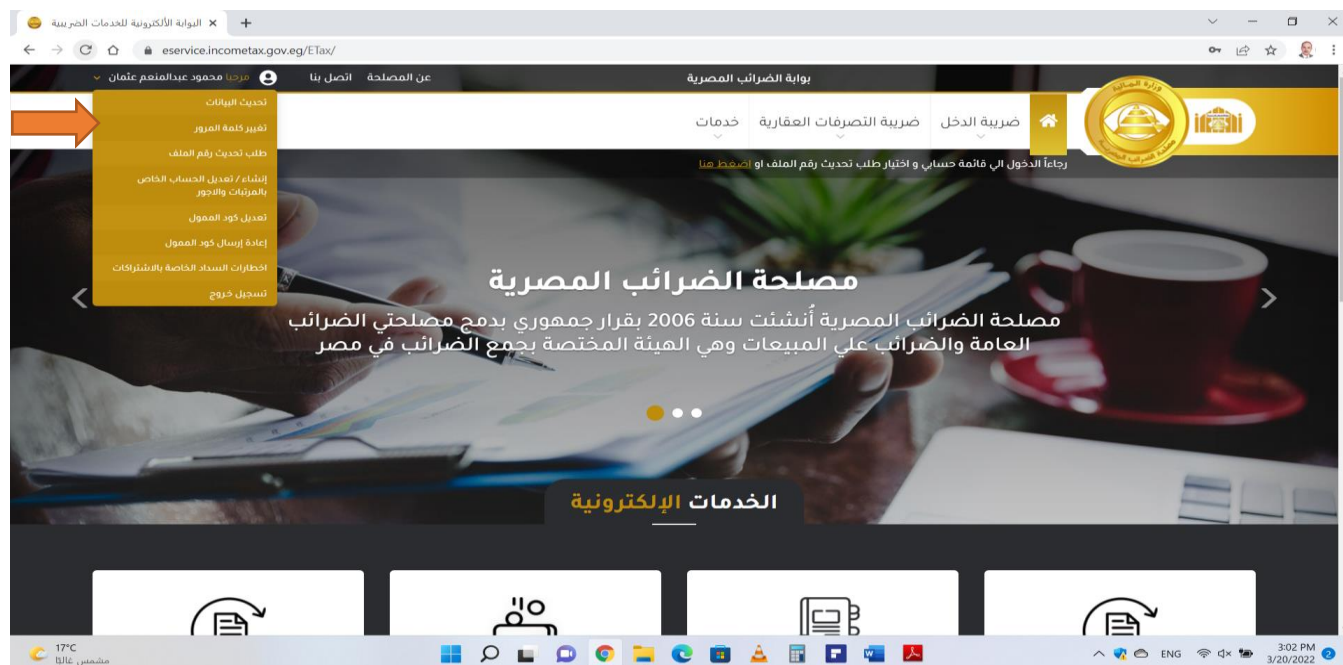 البوابة الألكترونية للخدمات الضريبية
eservice.incometax.gov.eg/ETax/
بوابة الضرائب المصرية
عن المصلحة
اتصل بنا
مرحبا محمود عبدالمنعم عثمان
وزارة المالية
ضريبة الدخل
ضريبة التصرفات العقارية
خدمات
رجاءاً الدخول الي قائمة حسابي و اختيار طلب تحديث رقم الملف او اضغط هنا
تحديث البيانات
تغيير كلمة المرور
طلب تحديث رقم الملف
إنشاء / تعديل الحساب الخاص
بالمرتبات والاجور
تعديل كود الممول
إعادة إرسال كود الممول
اخطارات السداد الخاصة بالاشتراكات
تسجيل خروج
مصلحة الضرائب المصرية
مصلحة الضرائب المصرية أُنشئت سنة 2006 بقرار جمهوري بدمج مصلحتي الضرائب
العامة والضرائب علي المبيعات وهي الهيئة المختصة بجمع الضرائب في مصر
الخدمات الإلكترونية
17°C
مشمس غالبًا
ENG
3:02 PM
3/20/2022
2